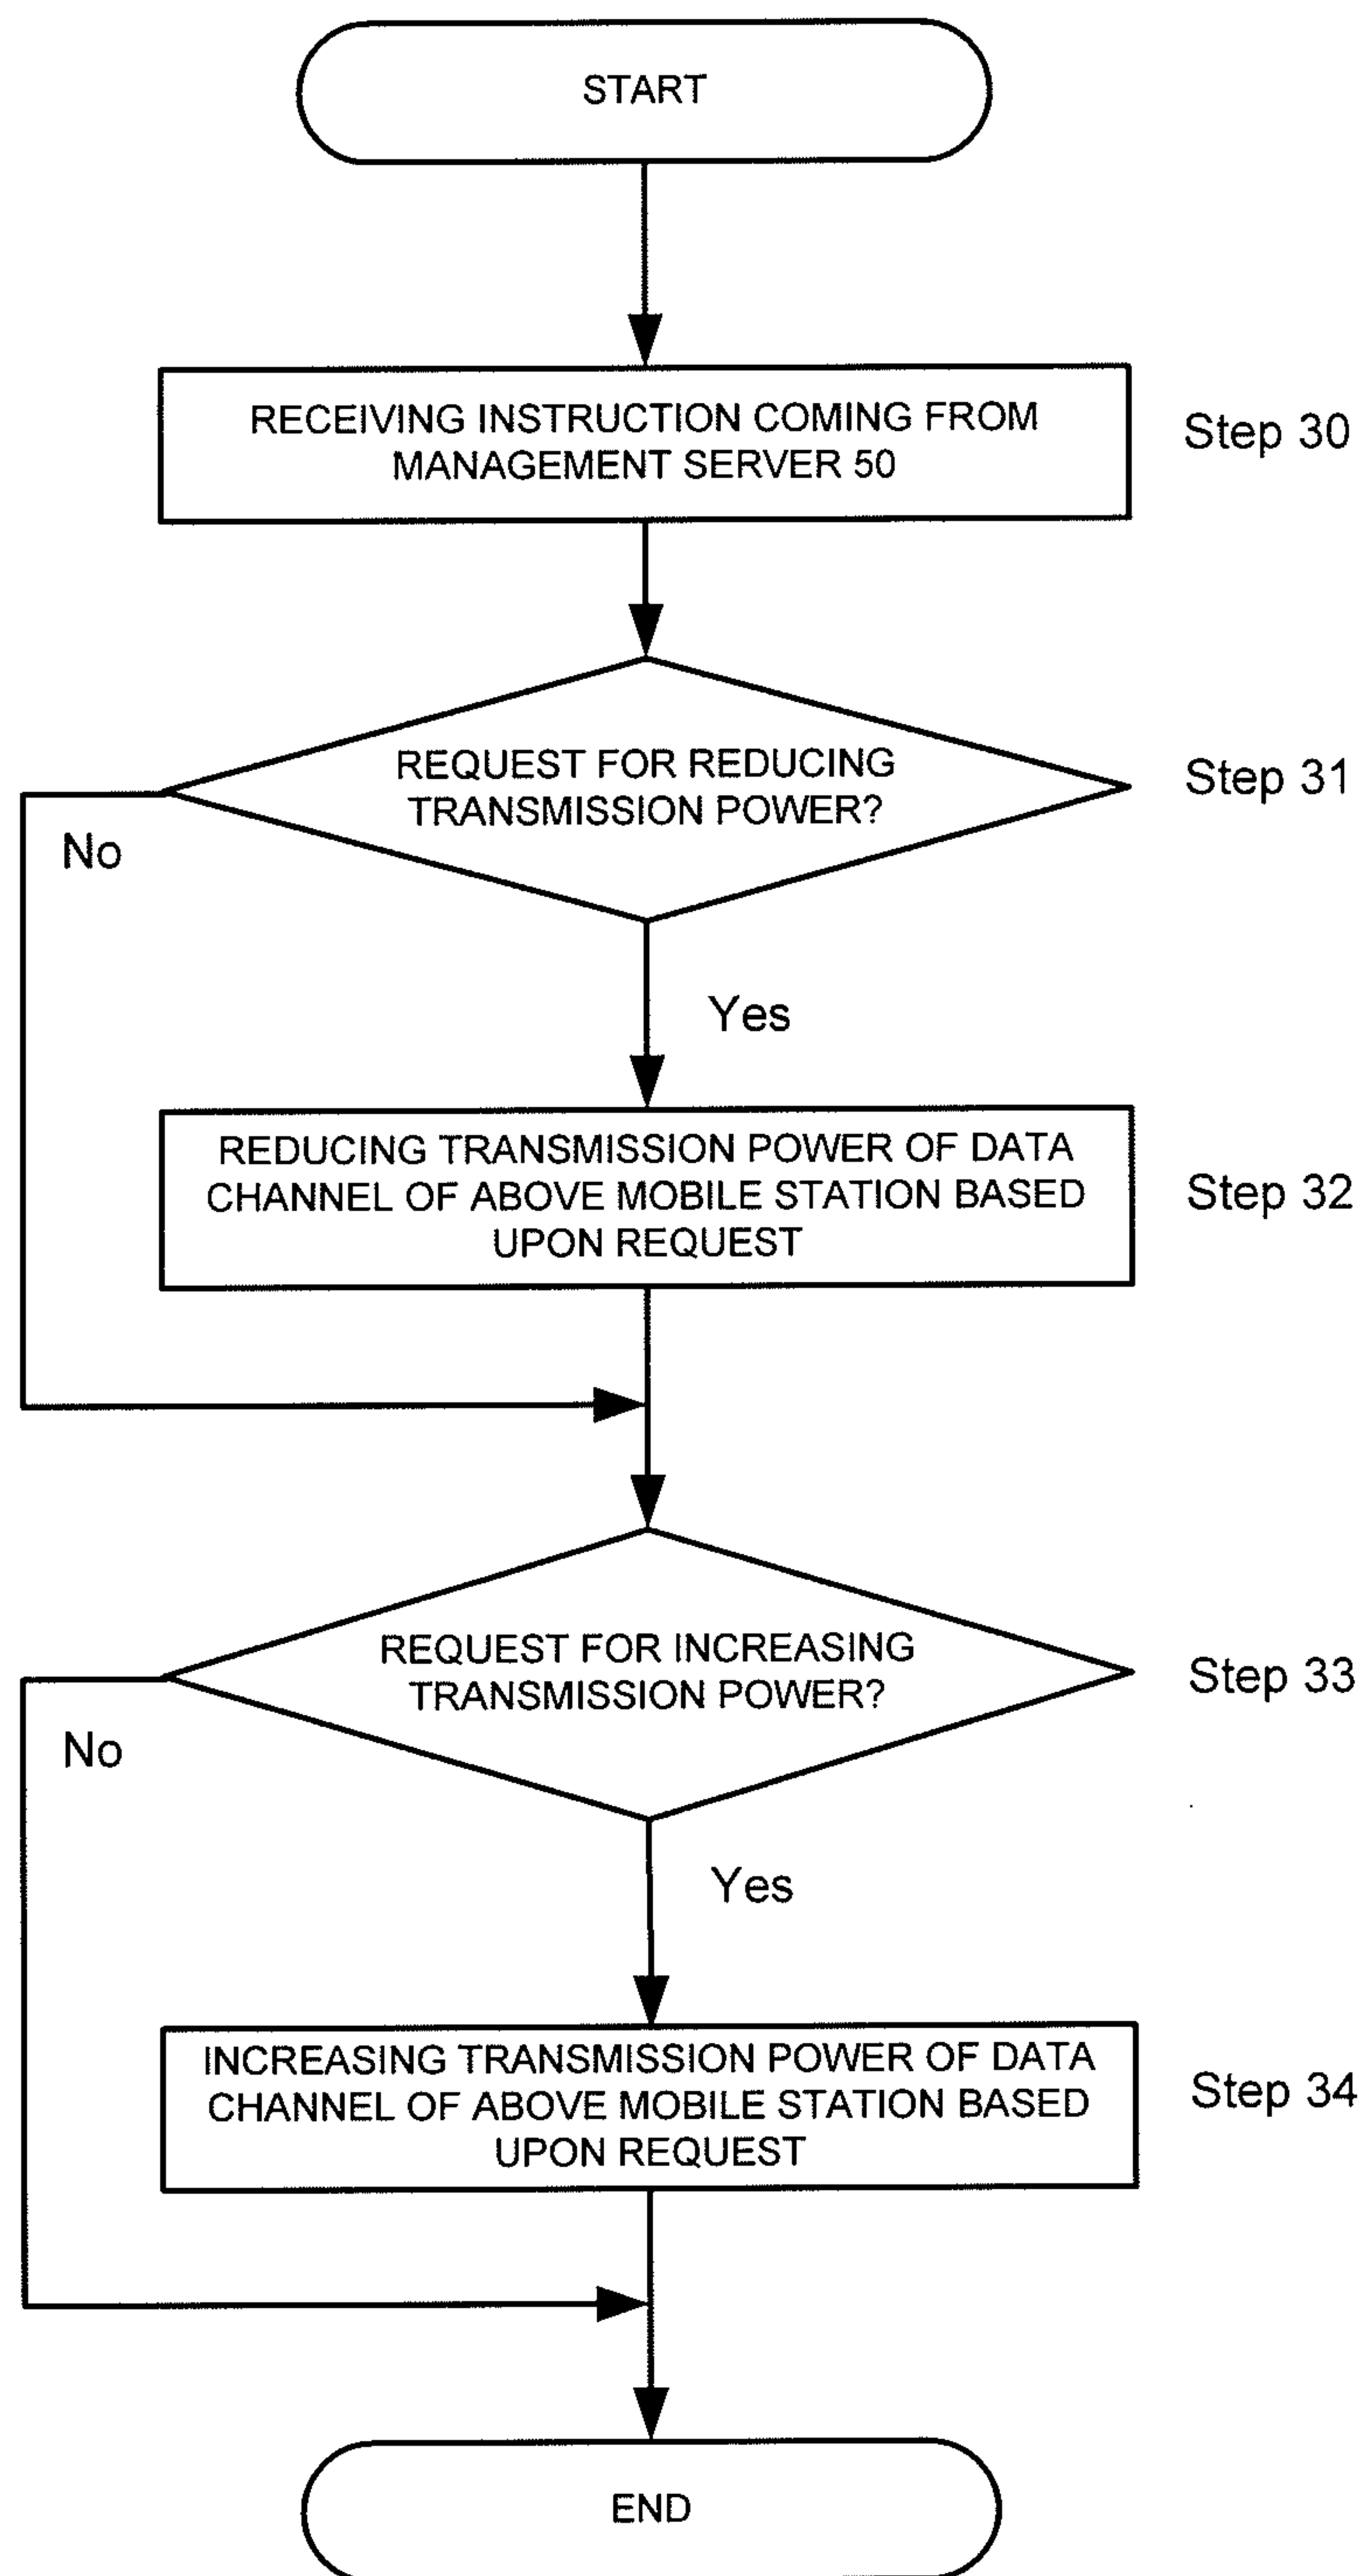 START
RECEIVING INSTRUCTION COMING FROM
MANAGEMENT SERVER 50
Step 30
REQUEST FOR REDUCING
TRANSMISSION POWER?
Step 31
No
Yes
REDUCING TRANSMISSION POWER OF DATA
CHANNEL OF ABOVE MOBILE STATION BASED
UPON REQUEST
Step 32
REQUEST FOR INCREASING
TRANSMISSION POWER?
Step 33
No
Yes
INCREASING TRANSMISSION POWER OF DATA
CHANNEL OF ABOVE MOBILE STATION BASED
UPON REQUEST
Step 34
END